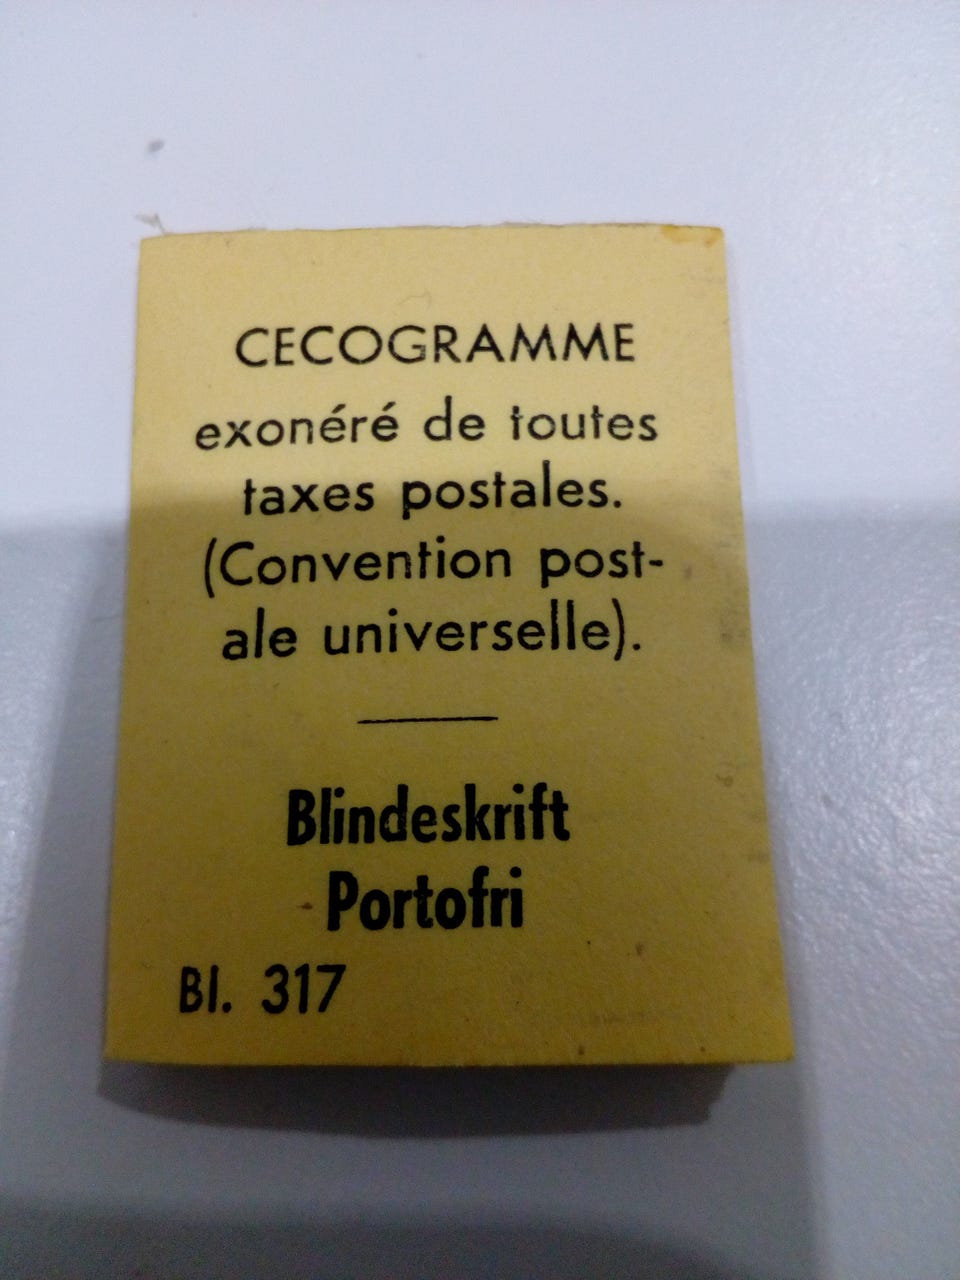 CECOGRAMME
exonéré de toutes
taxes postales.
(Convention post-
ale universelle).
Blindeskrift
Portofri
Bl. 317